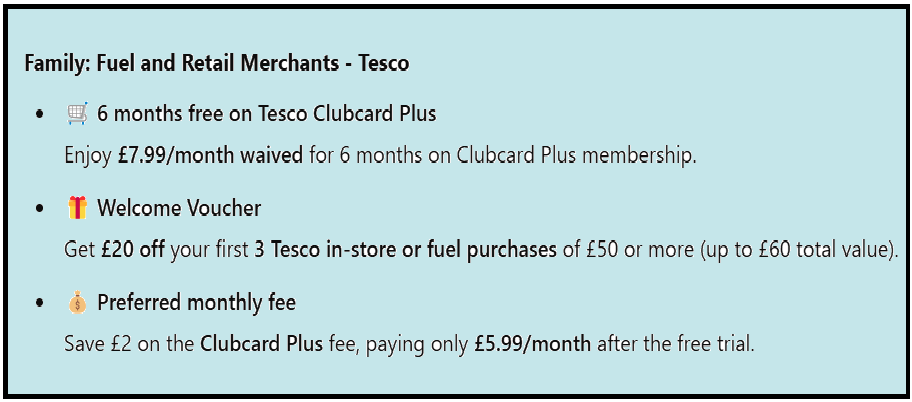 Family: Fuel and Retail Merchants - Tesco
• 🛒 6 months free on Tesco Clubcard Plus
Enjoy £7.99/month waived for 6 months on Clubcard Plus membership.
• 🎁 Welcome Voucher
Get £20 off your first 3 Tesco in-store or fuel purchases of £50 or more (up to £60 total value).
• 💰 Preferred monthly fee
Save £2 on the Clubcard Plus fee, paying only £5.99/month after the free trial.